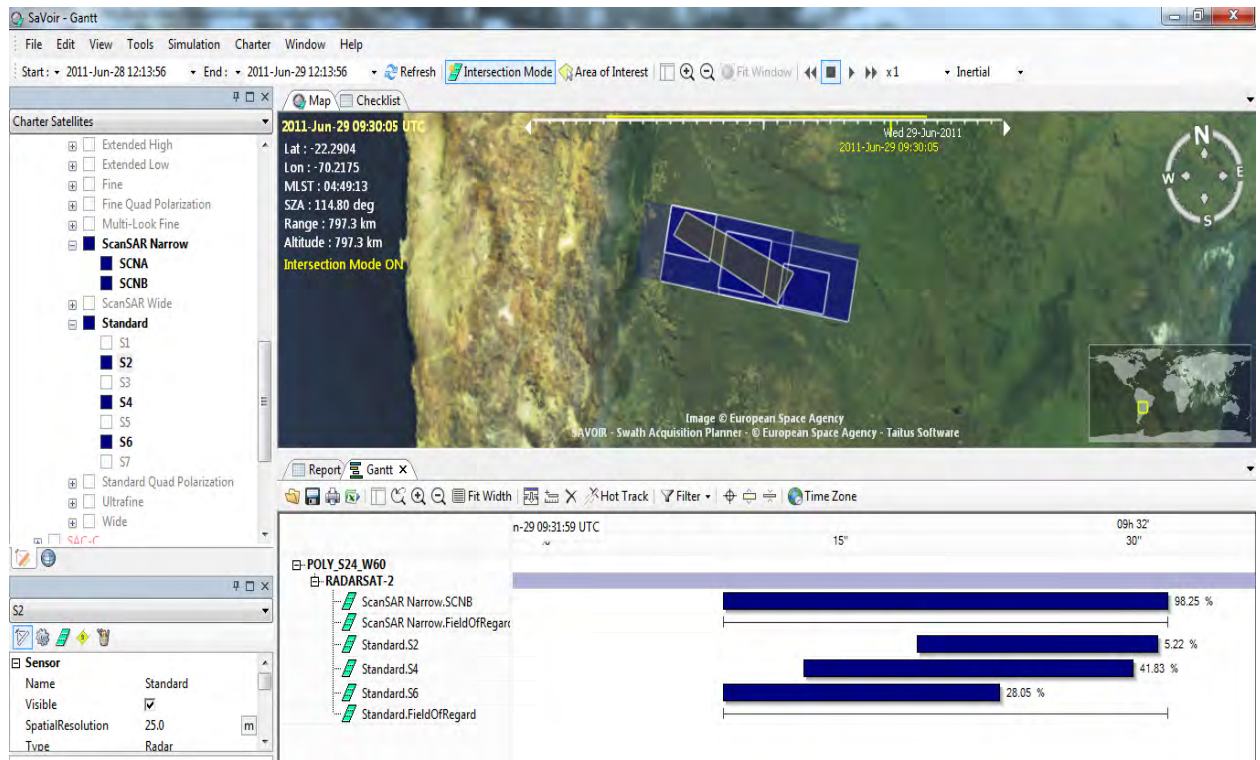 SaVoir - Gantt
File Edit View Tools Simulation Charter Window Help
Start: 2011-Jun-28 12:13:56 End: 2011-Jun-29 12:13:56 Refresh Intersection Mode Area of Interest Fit Window x1 Inertial
Charter Satellites
Extended High
Extended Low
Fine
Fine Quad Polarization
Multi-Look Fine
ScanSAR Narrow
SCNA
SCNB
ScanSAR Wide
Standard
S1
S2
S3
S4
S5
S6
S7
Standard Quad Polarization
Ultrafine
Wide
SAC-C
S2
Sensor
Name Standard
Visible
SpatialResolution 25.0 m
Type Radar
Map Checklist
2011-Jun-29 09:30:05 UTC
Lat : -22.2904
Lon : -70.2175
MLST : 04:49:13
SZA : 114.80 deg
Range : 797.3 km
Altitude : 797.3 km
Intersection Mode ON
Wed 29-Jun-2011
2011-Jun-29 09:30:05
N
W E
S
Image © European Space Agency
SAVOIR - Swath Acquisition Planner - © European Space Agency - Taitus Software
Report Gantt X
Fit Width Hot Track Filter Time Zone
n-29 09:31:59 UTC 09h 32'
15" 30"
POLY_S24_W60
RADARSAT-2
ScanSAR Narrow.SCNB 98.25 %
ScanSAR Narrow.FieldOfRegard
Standard.S2 5.22 %
Standard.S4 41.83 %
Standard.S6 28.05 %
Standard.FieldOfRegard